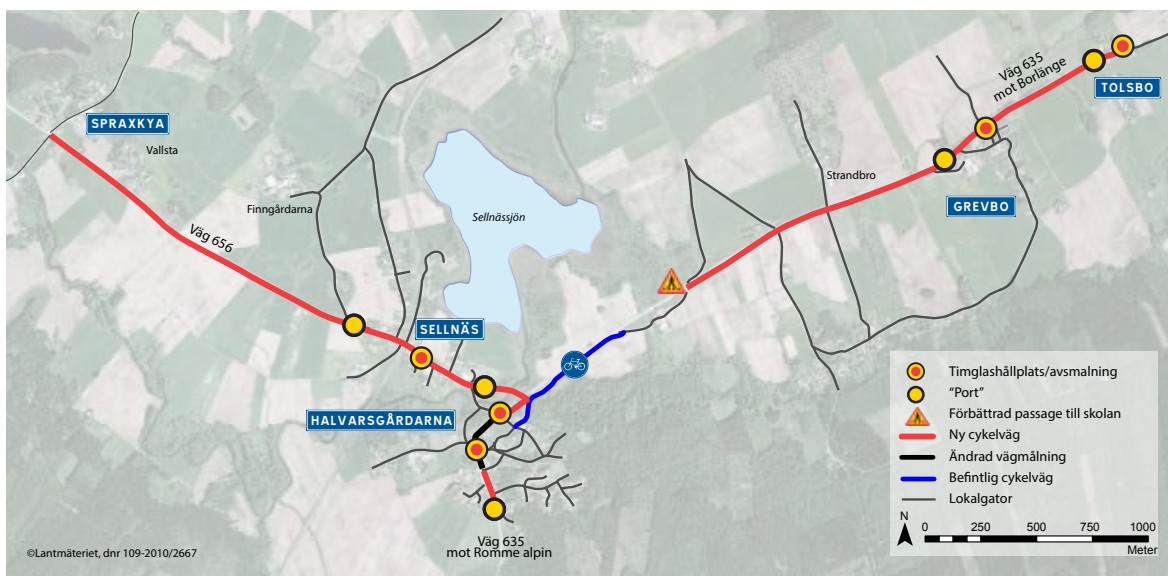 SPRAXKYA
Vallsta
Finngårdarna
Väg 656
Sellnässjön
SELLNÄS
HALVARSGÅRDARNA
Väg 635
mot Romme alpin
Strandbro
Väg 635
mot Borlänge
TOLSBO
GREVBO
Timglashållplats/avsmalning
"Port"
Förbättrad passage till skolan
Ny cykelväg
Ändrad vägmålning
Befintlig cykelväg
Lokalgator
N
0 250 500 750 1000
Meter
©Lantmäteriet, dnr 109-2010/2667